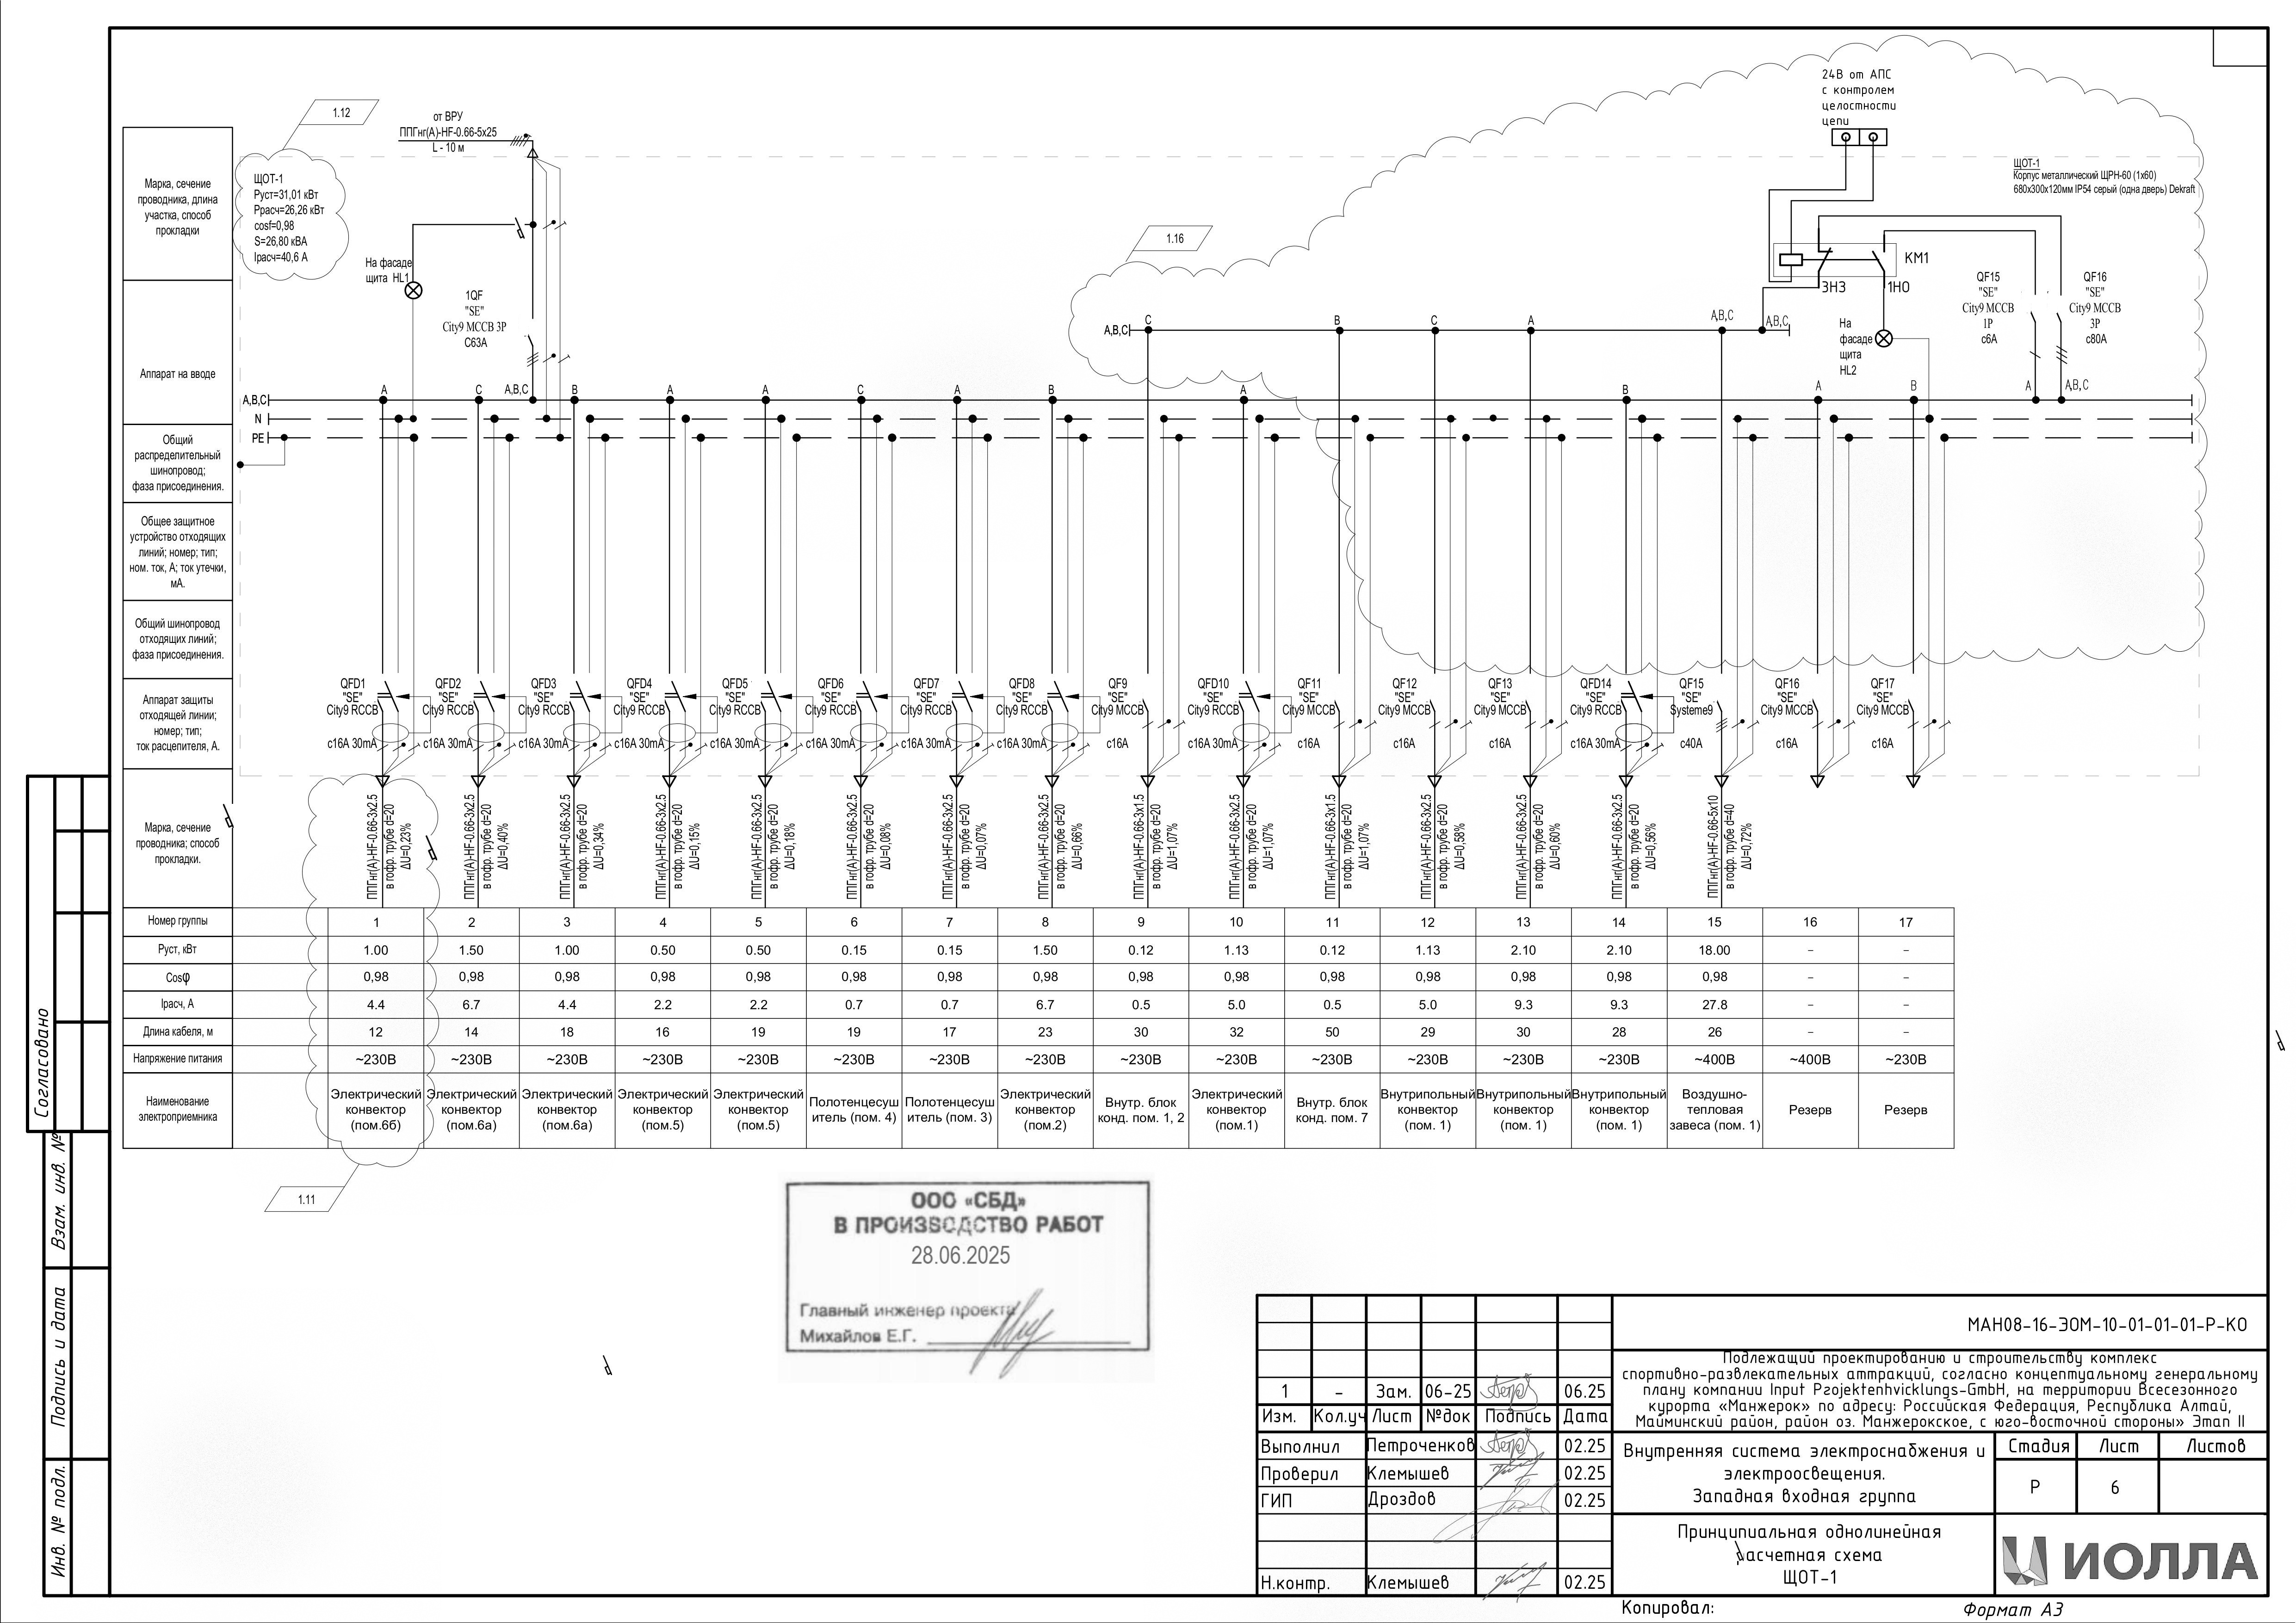 24В от АПС
с контролем
целостности
цепи
1.12
от ВРУ
ППГнг(А)-HF-0.66-5х25
L - 10 м
ЩОТ-1
Корпус металлический ЩРН-60 (1х60)
680х300х120мм IP54 серый (одна дверь) Dekraft
Марка, сечение
проводника, длина
участка, способ
прокладки
ЩОТ-1
Руст=31,01 кВт
Ррасч=26,26 кВт
cosf=0,98
S=26,80 кВА
Iрасч=40,6 А
На фасаде
щита HL1
1QF
"SE"
City9 MCCB 3P
C63A
1.16
KM1
3НЗ
1НО
QF15
"SE"
City9 MCCB
1P
c6A
QF16
"SE"
City9 MCCB
3P
c80A
На
фасаде
щита
HL2
A,B,C
C
B
C
A
A,B,C
A,B,C
Аппарат на вводе
A,B,C
A
C
A,B,C
B
A
A
C
A
B
A
B
A
B
A
A,B,C
N
PE
Общий
распределительный
шинопровод;
фаза присоединения.
Общее защитное
устройство отходящих
линий; номер; тип;
ном. ток, А; ток утечки,
мА.
Общий шинопровод
отходящих линий;
фаза присоединения.
Аппарат защиты
отходящей линии;
номер; тип;
ток расцепителя, А.
QFD1
"SE"
City9 RCCB
c16A 30mA
QFD2
"SE"
City9 RCCB
c16A 30mA
QFD3
"SE"
City9 RCCB
c16A 30mA
QFD4
"SE"
City9 RCCB
c16A 30mA
QFD5
"SE"
City9 RCCB
c16A 30mA
QFD6
"SE"
City9 RCCB
c16A 30mA
QFD7
"SE"
City9 RCCB
c16A 30mA
QFD8
"SE"
City9 RCCB
c16A 30mA
QF9
"SE"
City9 MCCB
c16A
QFD10
"SE"
City9 RCCB
c16A 30mA
QF11
"SE"
City9 MCCB
c16A
QF12
"SE"
City9 MCCB
c16A
QF13
"SE"
City9 MCCB
c16A
QFD14
"SE"
City9 RCCB
c16A 30mA
QF15
"SE"
Systeme9
c40A
QF16
"SE"
City9 MCCB
c16A
QF17
"SE"
City9 MCCB
c16A
Марка, сечение
проводника; способ
прокладки.
ППГнг(А)-HF-0.66-3х2.5
в гофр. трубе d=20
ΔU=0,23%
ППГнг(А)-HF-0.66-3х2.5
в гофр. трубе d=20
ΔU=0,40%
ППГнг(А)-HF-0.66-3х2.5
в гофр. трубе d=20
ΔU=0,34%
ППГнг(А)-HF-0.66-3х2.5
в гофр. трубе d=20
ΔU=0,15%
ППГнг(А)-HF-0.66-3х2.5
в гофр. трубе d=20
ΔU=0,18%
ППГнг(А)-HF-0.66-3х2.5
в гофр. трубе d=20
ΔU=0,08%
ППГнг(А)-HF-0.66-3х2.5
в гофр. трубе d=20
ΔU=0,07%
ППГнг(А)-HF-0.66-3х2.5
в гофр. трубе d=20
ΔU=0,66%
ППГнг(А)-HF-0.66-3х1.5
в гофр. трубе d=20
ΔU=1,07%
ППГнг(А)-HF-0.66-3х2.5
в гофр. трубе d=20
ΔU=1,07%
ППГнг(А)-HF-0.66-3х1.5
в гофр. трубе d=20
ΔU=1,07%
ППГнг(А)-HF-0.66-3х2.5
в гофр. трубе d=20
ΔU=0,58%
ППГнг(А)-HF-0.66-3х2.5
в гофр. трубе d=20
ΔU=0,60%
ППГнг(А)-HF-0.66-3х2.5
в гофр. трубе d=20
ΔU=0,56%
ППГнг(А)-HF-0.66-5х10
в гофр. трубе d=40
ΔU=0,72%
Номер группы 1 2 3 4 5 6 7 8 9 10 11 12 13 14 15 16 17
Руст, кВт 1.00 1.50 1.00 0.50 0.50 0.15 0.15 1.50 0.12 1.13 0.12 1.13 2.10 2.10 18.00 – –
Cosφ 0,98 0,98 0,98 0,98 0,98 0,98 0,98 0,98 0,98 0,98 0,98 0,98 0,98 0,98 0,98 – –
Iрасч, А 4.4 6.7 4.4 2.2 2.2 0.7 0.7 6.7 0.5 5.0 0.5 5.0 9.3 9.3 27.8 – –
Длина кабеля, м 12 14 18 16 19 19 17 23 30 32 50 29 30 28 26 – –
Напряжение питания ~230В ~230В ~230В ~230В ~230В ~230В ~230В ~230В ~230В ~230В ~230В ~230В ~230В ~230В ~400В ~400В ~230В
Наименование
электроприемника
Электрический
конвектор
(пом.6б)
Электрический
конвектор
(пом.6а)
Электрический
конвектор
(пом.6а)
Электрический
конвектор
(пом.5)
Электрический
конвектор
(пом.5)
Полотенцесуш
итель (пом. 4)
Полотенцесуш
итель (пом. 3)
Электрический
конвектор
(пом.2)
Внутр. блок
конд. пом. 1, 2
Электрический
конвектор
(пом.1)
Внутр. блок
конд. пом. 7
Внутрипольный
конвектор
(пом. 1)
Внутрипольный
конвектор
(пом. 1)
Внутрипольный
конвектор
(пом. 1)
Воздушно-
тепловая
завеса (пом. 1)
Резерв
Резерв
1.11
ООО «СБД»
В ПРОИЗВОДСТВО РАБОТ
28.06.2025
Главный инженер проекта
Михайлов Е.Г.
Согласовано
Взам. инв. №
Подпись и дата
Инв. № подл.
МАН08-16-ЭОМ-10-01-01-01-Р-КО
Подлежащий проектированию и строительству комплекс
спортивно-развлекательных аттракций, согласно концептуальному генеральному
плану компании Input Projektenhvicklungs-GmbH, на территории Всесезонного
курорта «Манжерок» по адресу: Российская Федерация, Республика Алтай,
Майминский район, район оз. Манжерокское, с юго-восточной стороны» Этап II
1 - Зам. 06-25 06.25
Изм. Кол.уч Лист №док Подпись Дата
Выполнил Петроченков 02.25
Проверил Клемышев 02.25
ГИП Дроздов 02.25
Н.контр. Клемышев 02.25
Внутренняя система электроснабжения и
электроосвещения.
Западная входная группа
Стадия Лист Листов
Р 6
Принципиальная однолинейная
расчетная схема
ЩОТ-1
ИОЛЛА
Копировал:
Формат А3